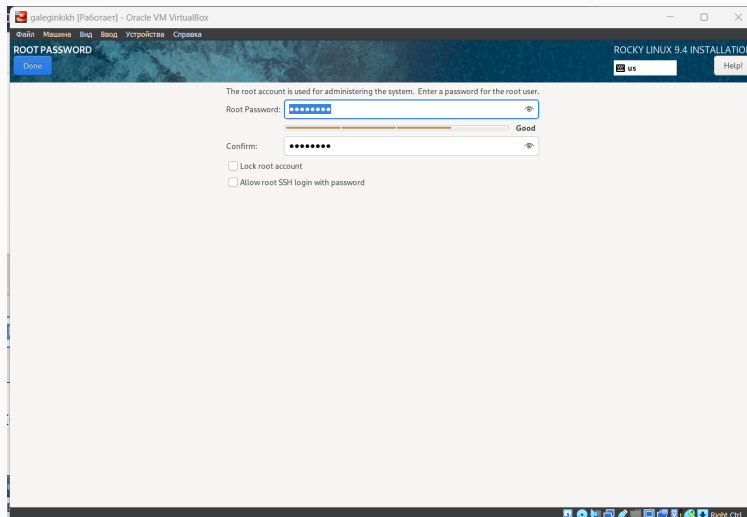 galeginkikh [Работает] - Oracle VM VirtualBox
Файл Машина Вид Ввод Устройства Справка
ROOT PASSWORD
ROCKY LINUX 9.4 INSTALLATIO
Done
us
Help!
The root account is used for administering the system. Enter a password for the root user.
Root Password: ●●●●●●●●
Good
Confirm: ●●●●●●●●
Lock root account
Allow root SSH login with password
Right Ctrl